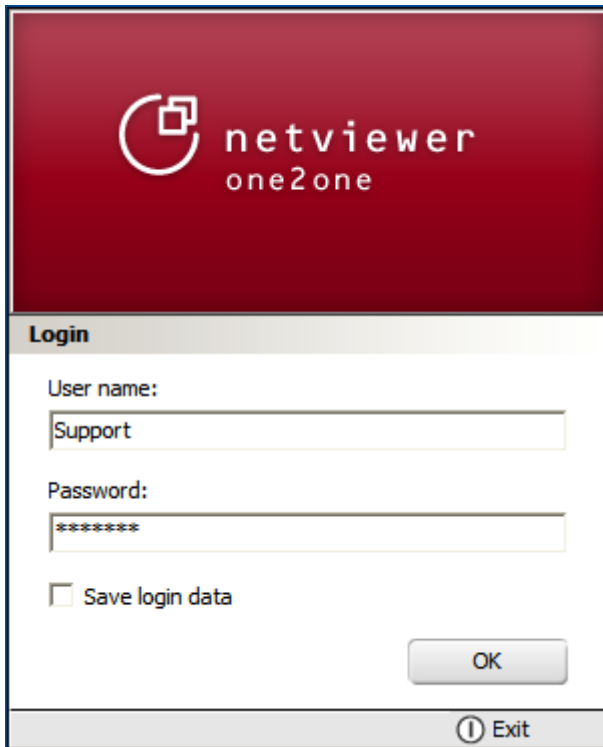 netviewer
one2one
Login
User name:
Support
Password:
*******
Save login data
OK
Exit